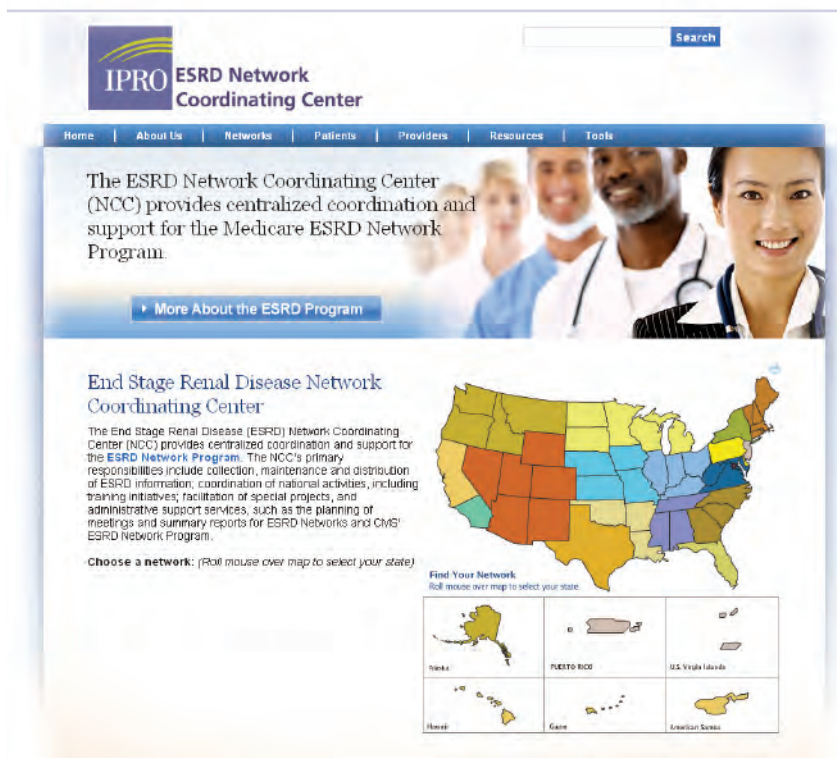 Search
IPRO
ESRD Network
Coordinating Center
Home | About Us | Networks | Patients | Providers | Resources | Tools
The ESRD Network Coordinating Center
(NCC) provides centralized coordination and
support for the Medicare ESRD Network
Program.
More About the ESRD Program
End Stage Renal Disease Network
Coordinating Center
The End Stage Renal Disease (ESRD) Network Coordinating
Center (NCC) provides centralized coordination and support for
the ESRD Network Program. The NCC's primary
responsibilities include collection, maintenance and distribution
of ESRD information; coordination of national activities, including
training initiatives; facilitation of special projects, and
administrative support services, such as the planning of
meetings and summary reports for ESRD Networks and CMS'
ESRD Network Program.
Choose a network: (Roll mouse over map to select your state)
Find Your Network
Roll mouse over map to select your state.
Alaska
PUERTO RICO
U.S. Virgin Islands
Hawaii
Guam
American Samoa